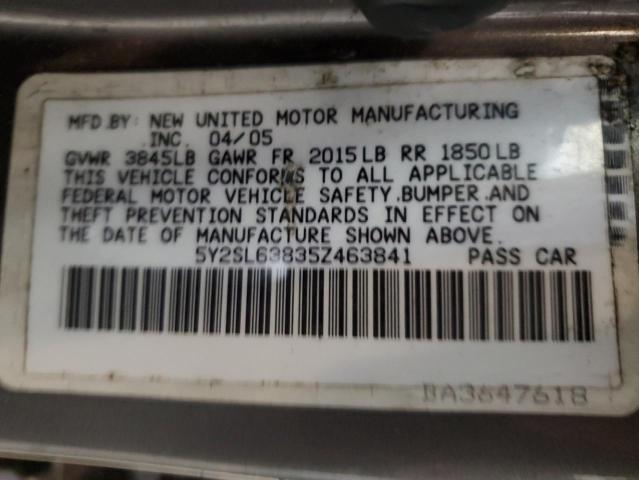 MFD.BY: NEW UNITED MOTOR MANUFACTURING
INC. 04/05
GVWR 3845LB GAWR FR 2015LB RR 1850LB
THIS VEHICLE CONFORMS TO ALL APPLICABLE
FEDERAL MOTOR VEHICLE SAFETY.BUMPER.AND
THEFT PREVENTION STANDARDS IN EFFECT ON
THE DATE OF MANUFACTURE SHOWN ABOVE.
5Y2SL63835Z463841 PASS CAR
BA3647618